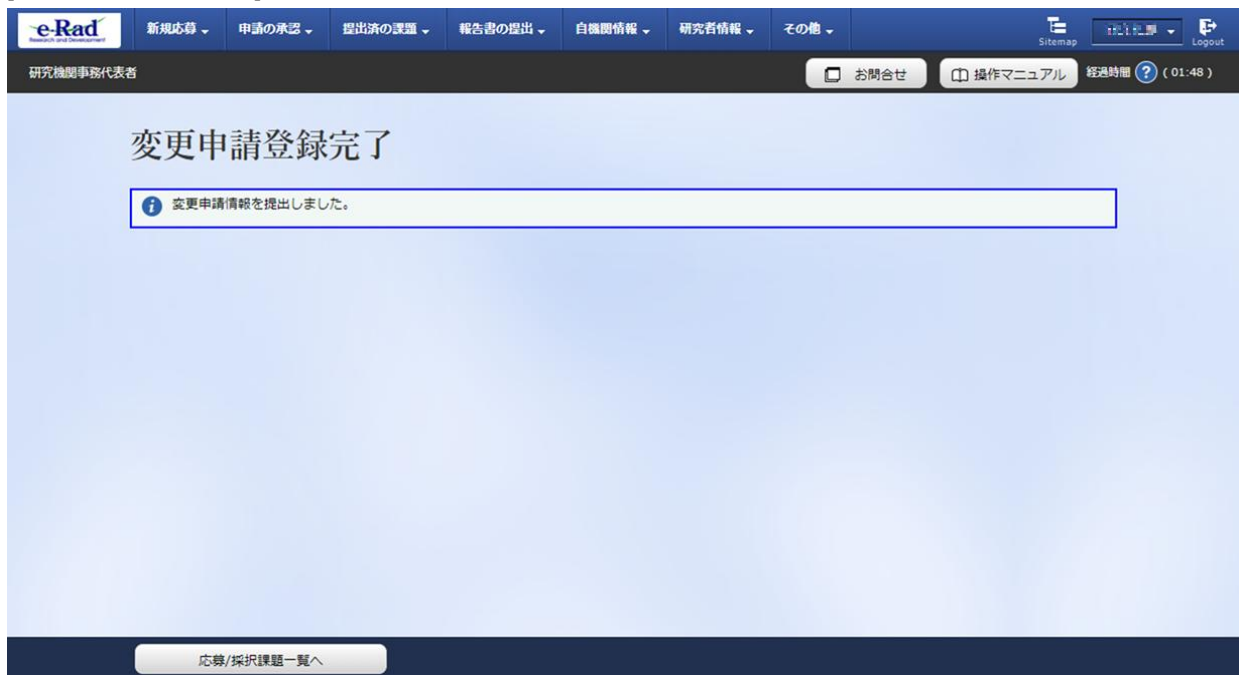 e-Rad
Research and Development
新規応募
申請の承認
提出済の課題
報告書の提出
自機関情報
研究者情報
その他
Sitemap
Logout
研究機関事務代表者
お問合せ
操作マニュアル
経過時間 ? ( 01:48 )
変更申請登録完了
変更申請情報を提出しました。
応募/採択課題一覧へ